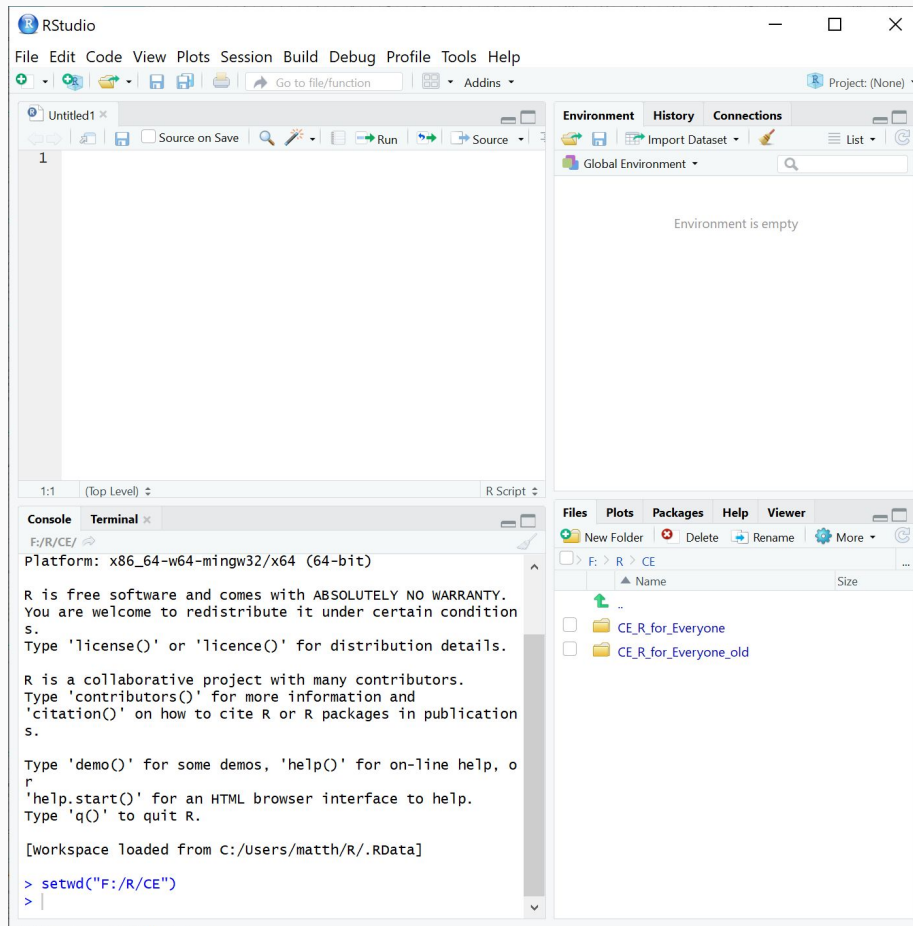 RStudio
File Edit Code View Plots Session Build Debug Profile Tools Help
Go to file/function Addins Project: (None)
Untitled1
Source on Save Run Source
1
1:1 (Top Level) R Script
Environment History Connections
Import Dataset List
Global Environment
Environment is empty
Console Terminal
F:/R/CE/
Platform: x86_64-w64-mingw32/x64 (64-bit)
R is free software and comes with ABSOLUTELY NO WARRANTY.
You are welcome to redistribute it under certain condition
s.
Type 'license()' or 'licence()' for distribution details.
R is a collaborative project with many contributors.
Type 'contributors()' for more information and
'citation()' on how to cite R or R packages in publication
s.
Type 'demo()' for some demos, 'help()' for on-line help, o
r
'help.start()' for an HTML browser interface to help.
Type 'q()' to quit R.
[Workspace loaded from C:/Users/matth/R/.RData]
> setwd("F:/R/CE")
>
Files Plots Packages Help Viewer
New Folder Delete Rename More
F: > R > CE ...
Name Size
..
CE_R_for_Everyone
CE_R_for_Everyone_old